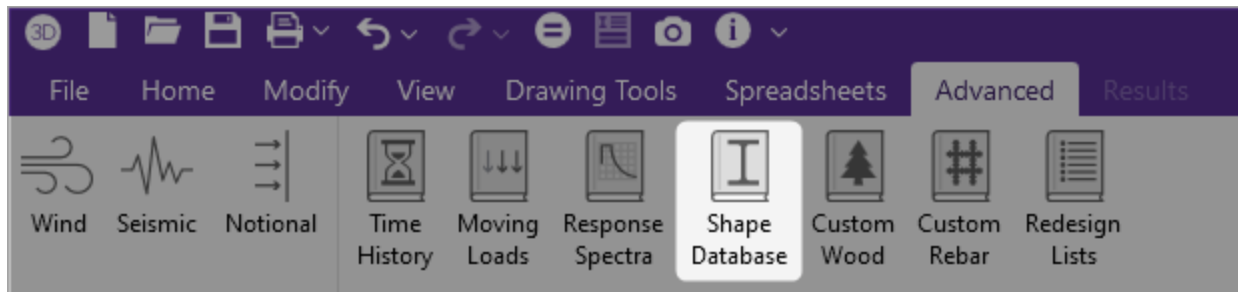 3D
File Home Modify View Drawing Tools Spreadsheets Advanced Results
Wind Seismic Notional Time History Moving Loads Response Spectra Shape Database Custom Wood Custom Rebar Redesign Lists